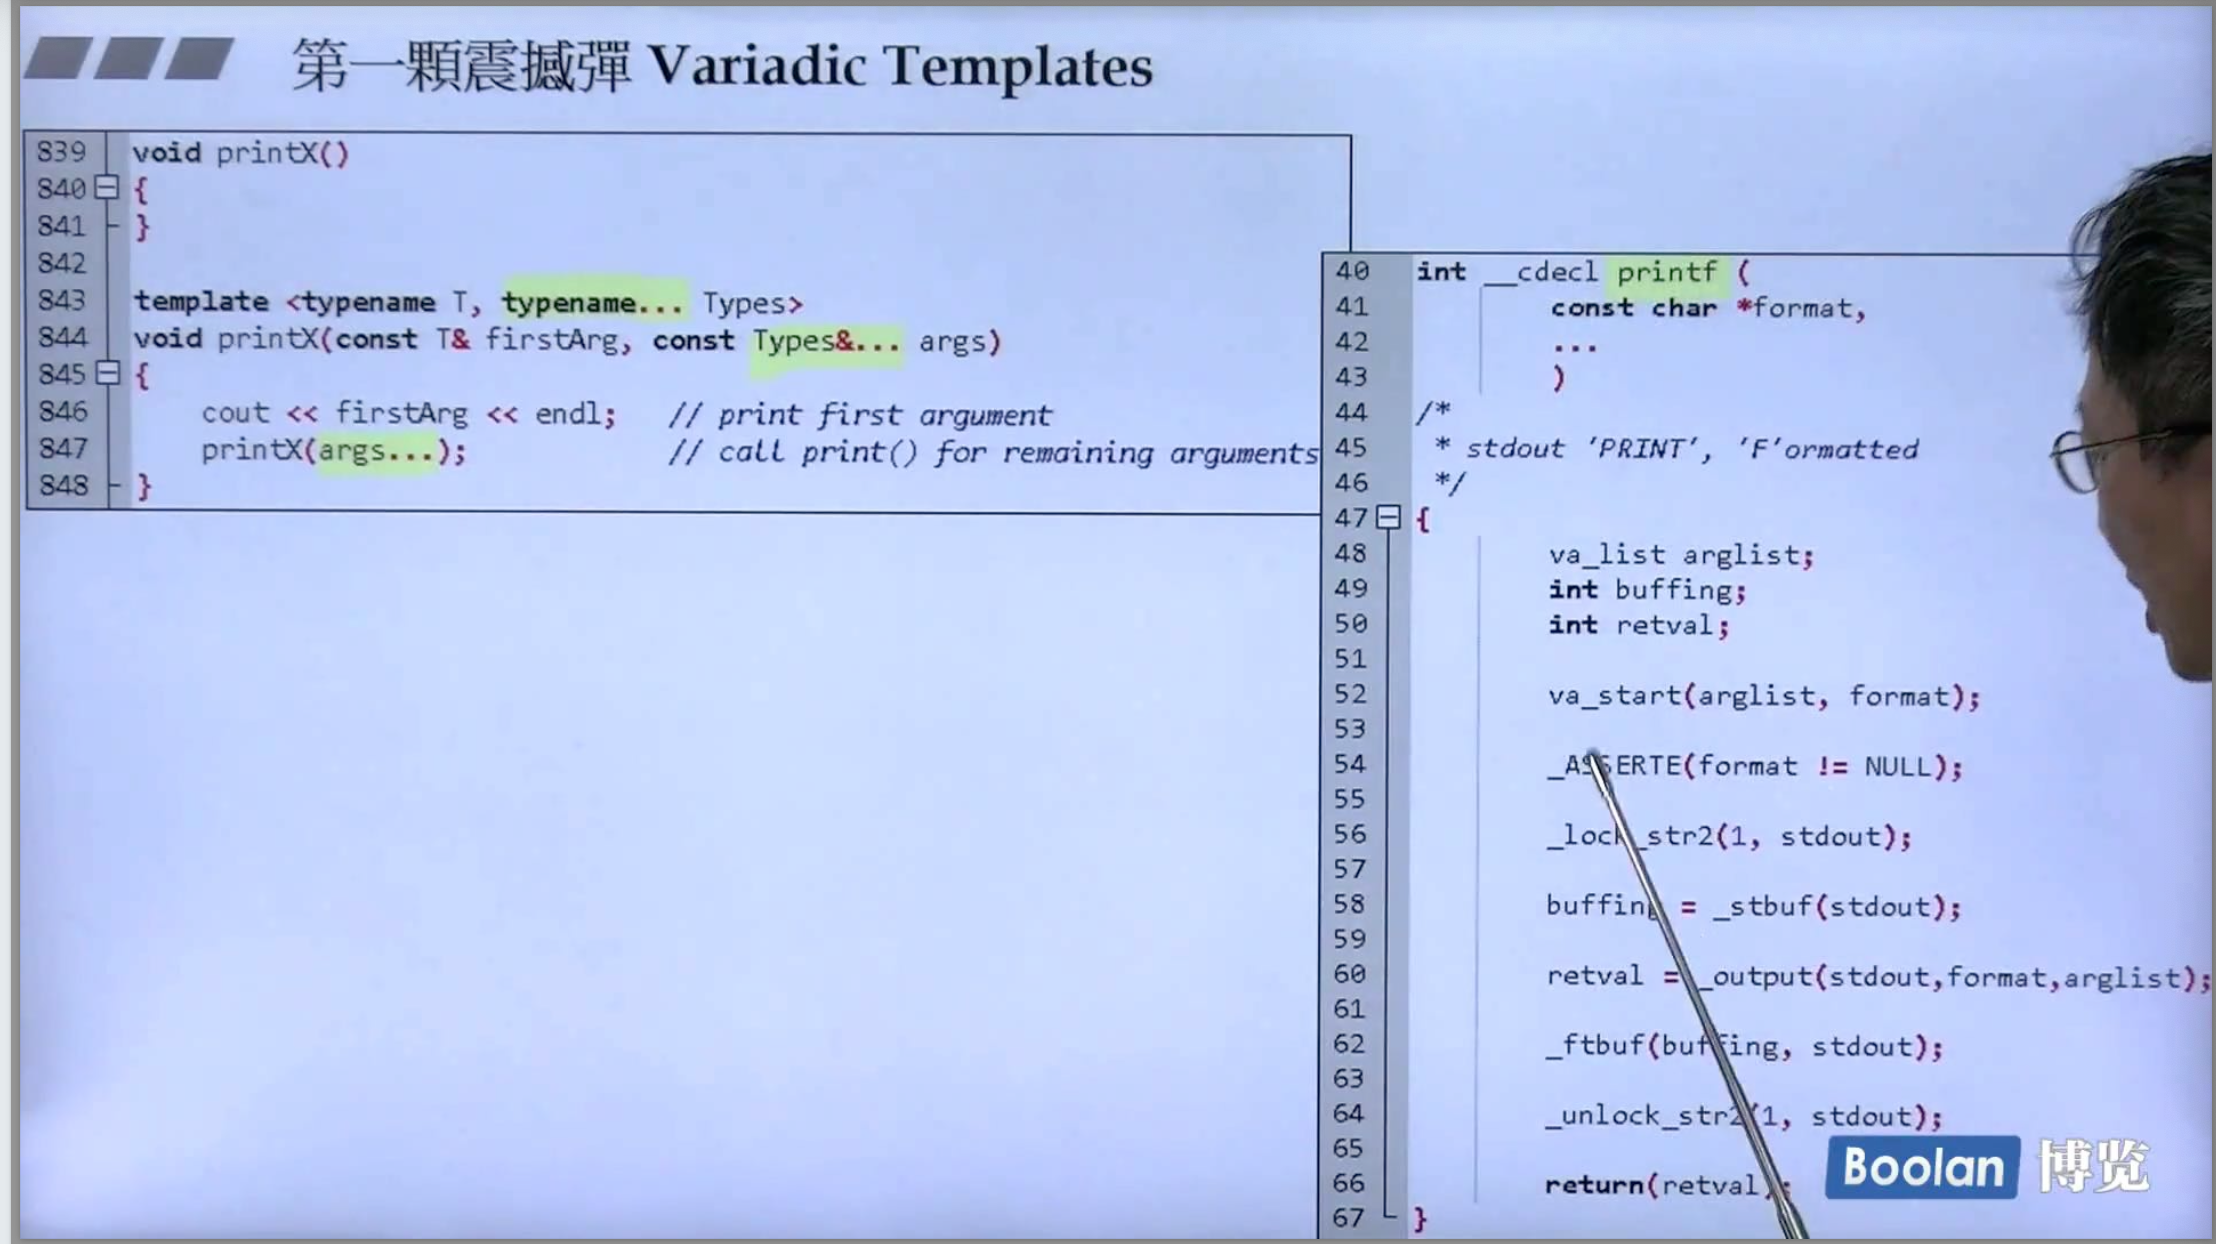 第一顆震撼彈 Variadic Templates
839 void printX()
840 {
841 }
842
843 template <typename T, typename... Types>
844 void printX(const T& firstArg, const Types&... args)
845 {
846 cout << firstArg << endl; // print first argument
847 printX(args...); // call print() for remaining arguments
848 }
40 int __cdecl printf (
41 const char *format,
42 ...
43 )
44 /*
45 * stdout 'PRINT', 'F'ormatted
46 */
47 {
48 va_list arglist;
49 int buffing;
50 int retval;
51
52 va_start(arglist, format);
53
54 _ASSERTE(format != NULL);
55
56 _lock_str2(1, stdout);
57
58 buffing = _stbuf(stdout);
59
60 retval = _output(stdout,format,arglist);
61
62 _ftbuf(buffing, stdout);
63
64 _unlock_str2(1, stdout);
65
66 return(retval);
67 }
Boolan 博览